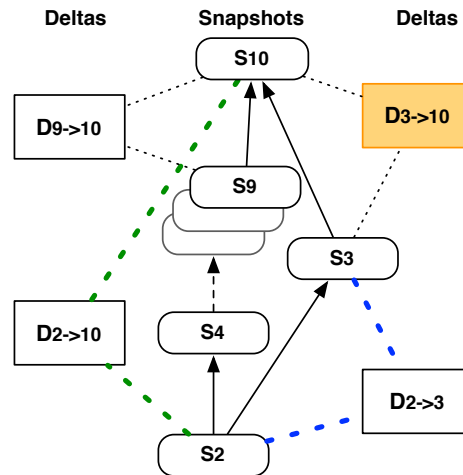 Deltas Snapshots Deltas
S10
D9->10 D3->10
S9
S3
D2->10 S4
D2->3
S2